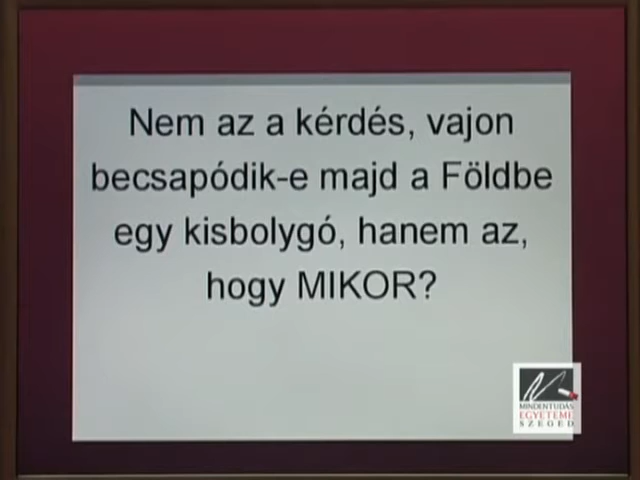 Nem az a kérdés, vajon
becsapódik-e majd a Földbe
egy kisbolygó, hanem az,
hogy MIKOR?
MINDENTUDÁS
EGYETEME
SZEGED